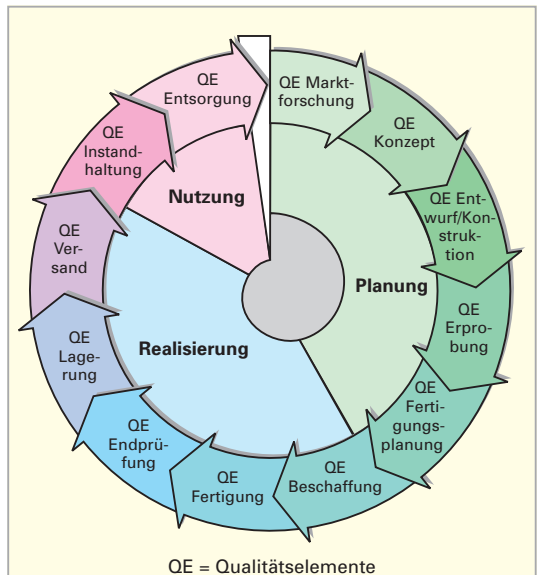 QE Markt-
forschung
QE
Konzept
QE Ent-
wurf/Kon-
struk-
tion
QE
Erpro-
bung
QE
Ferti-
gungs-
planung
QE
Beschaffung
QE
Fertigung
QE
Endprü-
fung
QE
Lage-
rung
QE
Ver-
sand
QE
Instand-
haltung
QE
Entsorgung
Nutzung
Planung
Realisierung
QE = Qualitätselemente